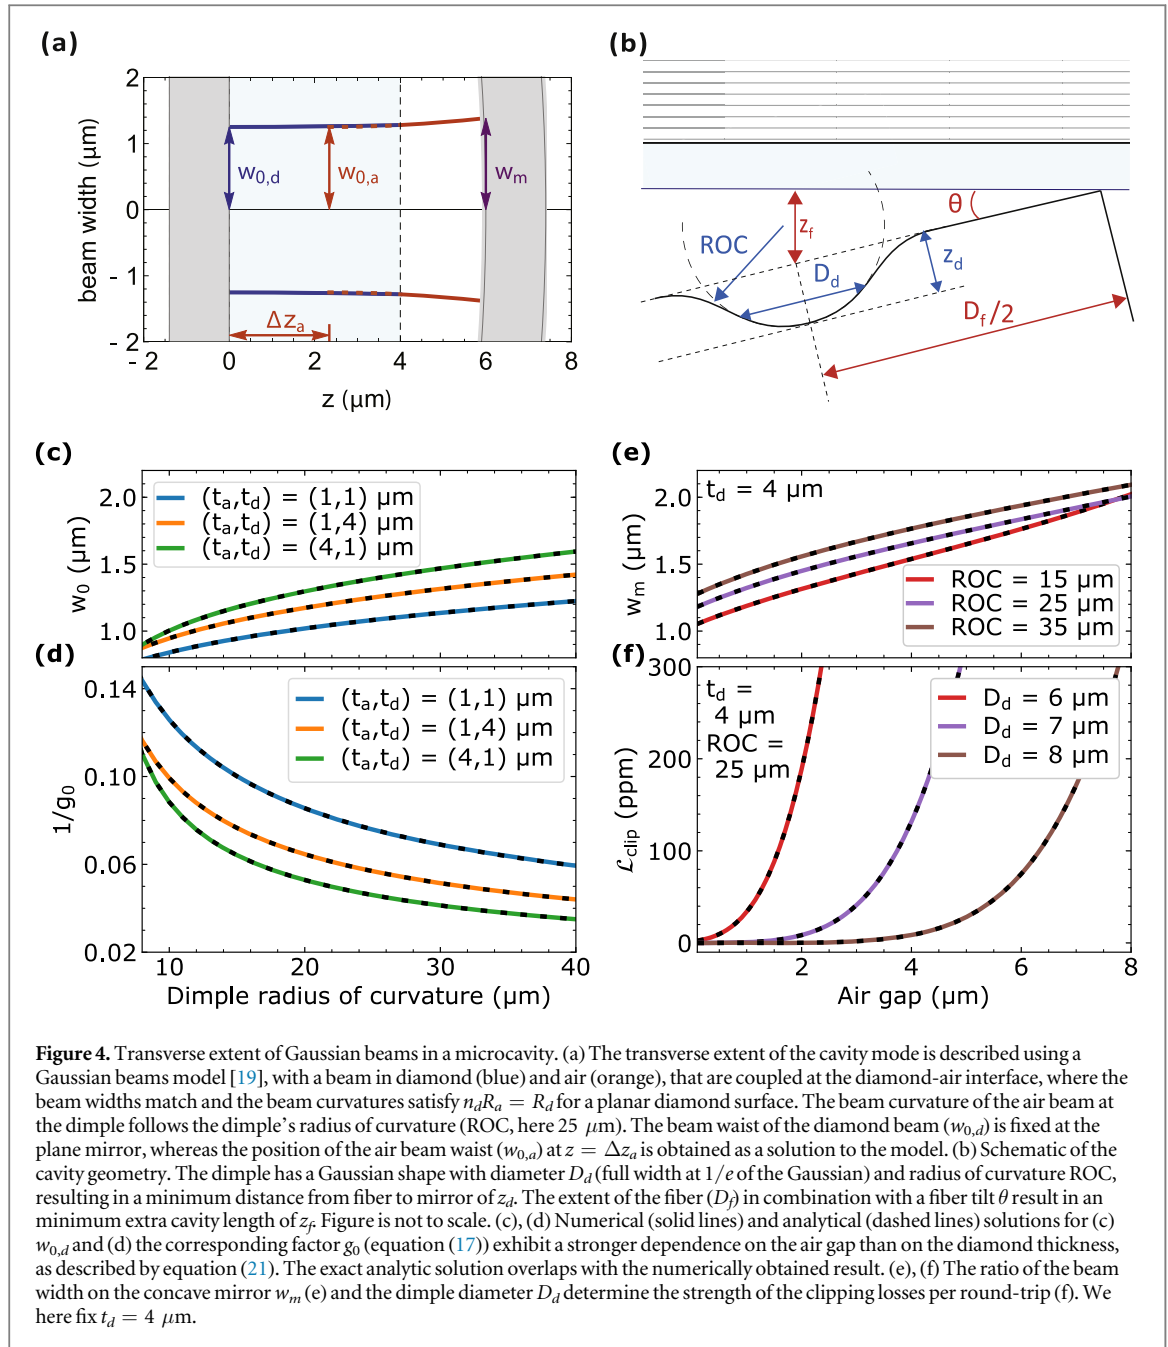 (a)
beam width (μm)
2
1
0
- 1
- 2
w0,d
w0,a
wm
Δza
- 2
0
2
4
6
8
z (μm)
(b)
ROC
zf
θ
Dd
zd
Df/2
(c)
w0 (μm)
2.0
1.5
1.0
(ta,td) = (1,1) μm
(ta,td) = (1,4) μm
(ta,td) = (4,1) μm
(d)
1/g0
0.14
0.10
0.06
0.02
(ta,td) = (1,1) μm
(ta,td) = (1,4) μm
(ta,td) = (4,1) μm
10
20
30
40
Dimple radius of curvature (μm)
(e)
wm (μm)
2.0
1.5
1.0
td = 4 μm
ROC = 15 μm
ROC = 25 μm
ROC = 35 μm
(f)
ℒclip (ppm)
300
200
100
0
td =
4 μm
ROC =
25 μm
Dd = 6 μm
Dd = 7 μm
Dd = 8 μm
2
4
6
8
Air gap (μm)
Figure 4. Transverse extent of Gaussian beams in a microcavity. (a) The transverse extent of the cavity mode is described using a
Gaussian beams model [19], with a beam in diamond (blue) and air (orange), that are coupled at the diamond-air interface, where the
beam widths match and the beam curvatures satisfy ndRa = Rd for a planar diamond surface. The beam curvature of the air beam at
the dimple follows the dimple's radius of curvature (ROC, here 25 μm). The beam waist of the diamond beam (w0,d) is fixed at the
plane mirror, whereas the position of the air beam waist (w0,a) at z = Δza is obtained as a solution to the model. (b) Schematic of the
cavity geometry. The dimple has a Gaussian shape with diameter Dd (full width at 1/e of the Gaussian) and radius of curvature ROC,
resulting in a minimum distance from fiber to mirror of zd. The extent of the fiber (Df) in combination with a fiber tilt θ result in an
minimum extra cavity length of zf. Figure is not to scale. (c), (d) Numerical (solid lines) and analytical (dashed lines) solutions for (c)
w0,d and (d) the corresponding factor g0 (equation (17)) exhibit a stronger dependence on the air gap than on the diamond thickness,
as described by equation (21). The exact analytic solution overlaps with the numerically obtained result. (e), (f) The ratio of the beam
width on the concave mirror wm (e) and the dimple diameter Dd determine the strength of the clipping losses per round-trip (f). We
here fix td = 4 μm.